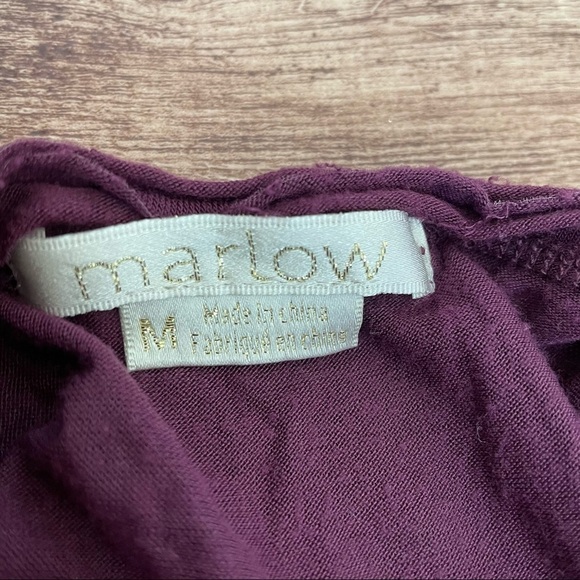 marlow
M
Made in china
Fabriqué en chine